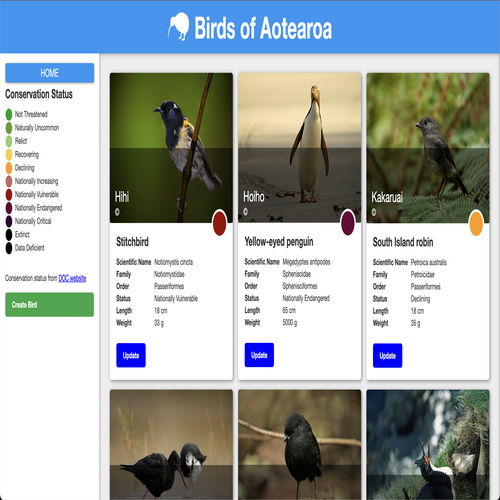 Birds of Aotearoa
HOME
Conservation Status
Not Threatened
Naturally Uncommon
Relict
Recovering
Declining
Nationally Increasing
Nationally Vulnerable
Nationally Endangered
Nationally Critical
Extinct
Data Deficient
Conservation status from DOC website
Create Bird
Hihi
©
Stitchbird
Scientific Name Notiomystis cincta
Family Notiomystidae
Order Passeriformes
Status Nationally Vulnerable
Length 18 cm
Weight 33 g
Update
Hoiho
©
Yellow-eyed penguin
Scientific Name Megadyptes antipodes
Family Spheniscidae
Order Sphenisciformes
Status Nationally Endangered
Length 65 cm
Weight 5000 g
Update
Kakaruai
©
South Island robin
Scientific Name Petroica australis
Family Petroicidae
Order Passeriformes
Status Declining
Length 18 cm
Weight 35 g
Update